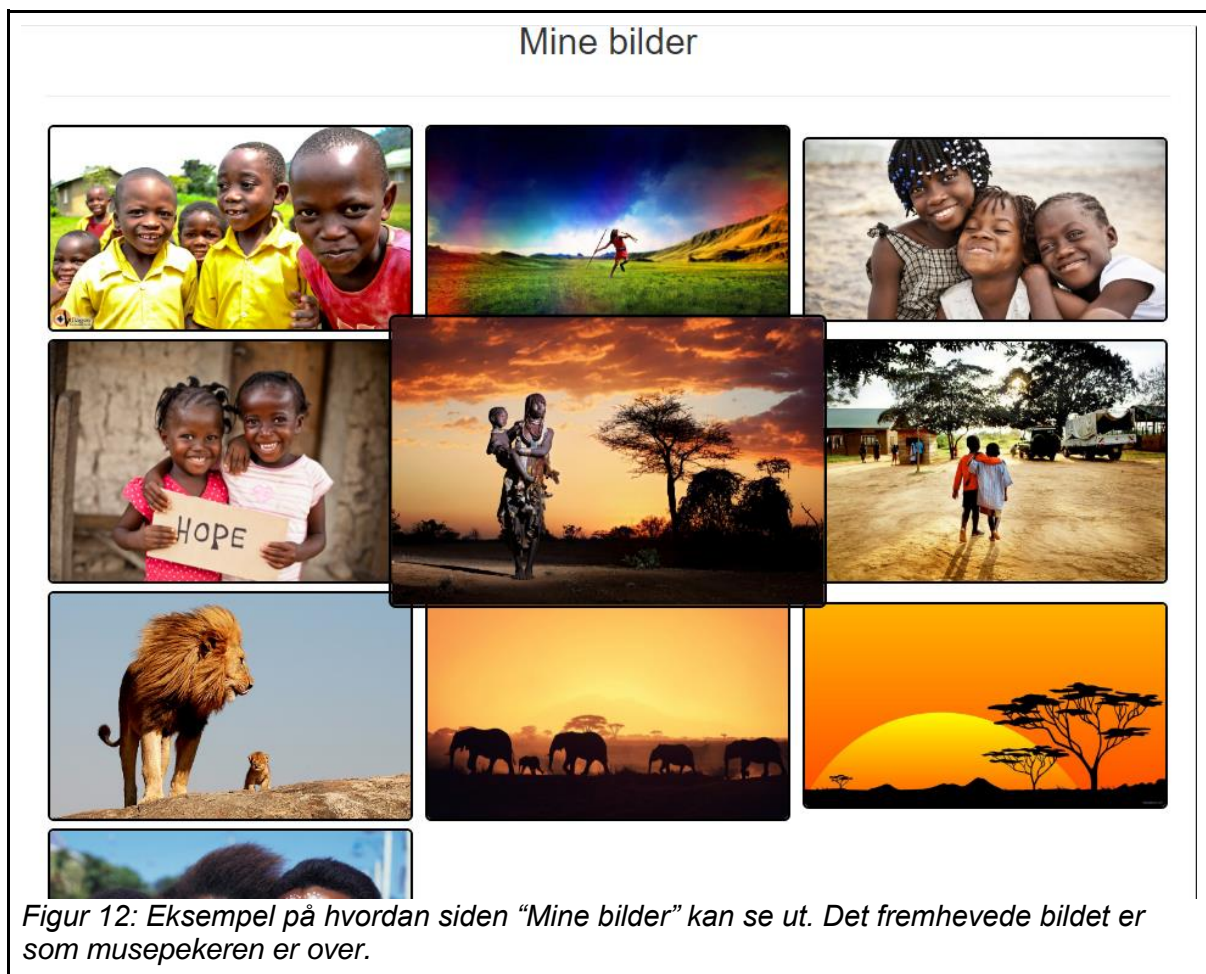 Mine bilder
HOPE
Figur 12: Eksempel på hvordan siden “Mine bilder” kan se ut. Det fremhevede bildet er
som musepekeren er over.